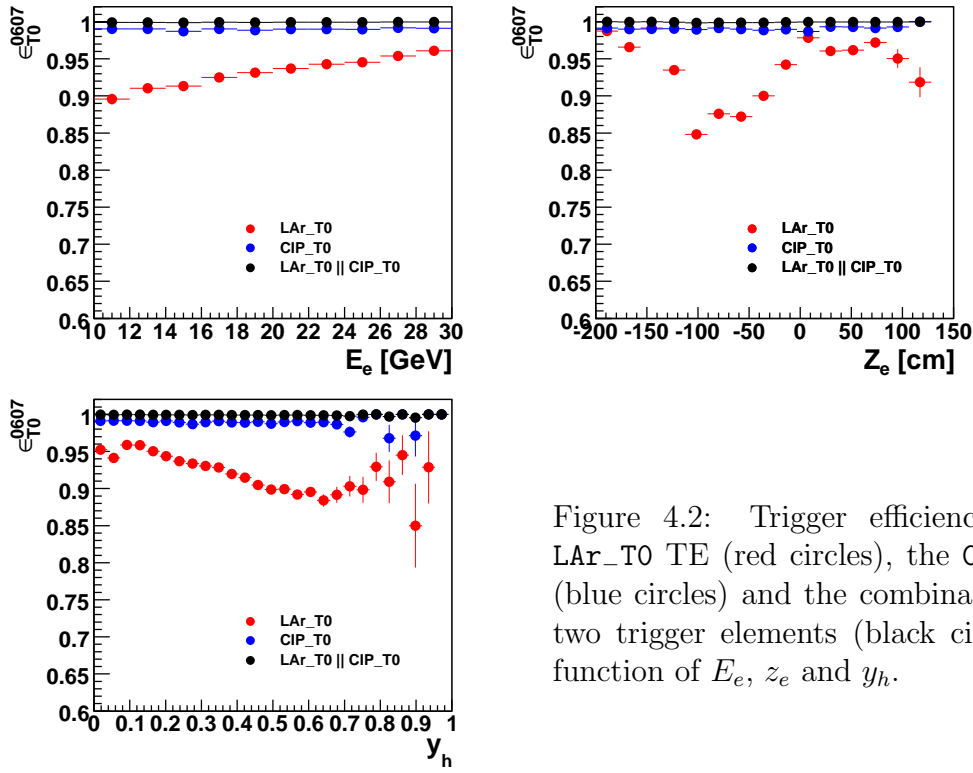 ∈T0^0607
1
0.95
0.9
0.85
0.8
0.75
0.7
0.65
0.6
LAr_T0
CIP_T0
LAr_T0 || CIP_T0
10 12 14 16 18 20 22 24 26 28 30
E_e [GeV]
∈T0^0607
1
0.95
0.9
0.85
0.8
0.75
0.7
0.65
0.6
LAr_T0
CIP_T0
LAr_T0 || CIP_T0
-200 -150 -100 -50 0 50 100 150
Z_e [cm]
∈T0^0607
1
0.95
0.9
0.85
0.8
0.75
0.7
0.65
0.6
LAr_T0
CIP_T0
LAr_T0 || CIP_T0
0 0.1 0.2 0.3 0.4 0.5 0.6 0.7 0.8 0.9 1
y_h
Figure 4.2: Trigger efficienc
LAr_T0 TE (red circles), the C
(blue circles) and the combina
two trigger elements (black ci
function of E_e, z_e and y_h.